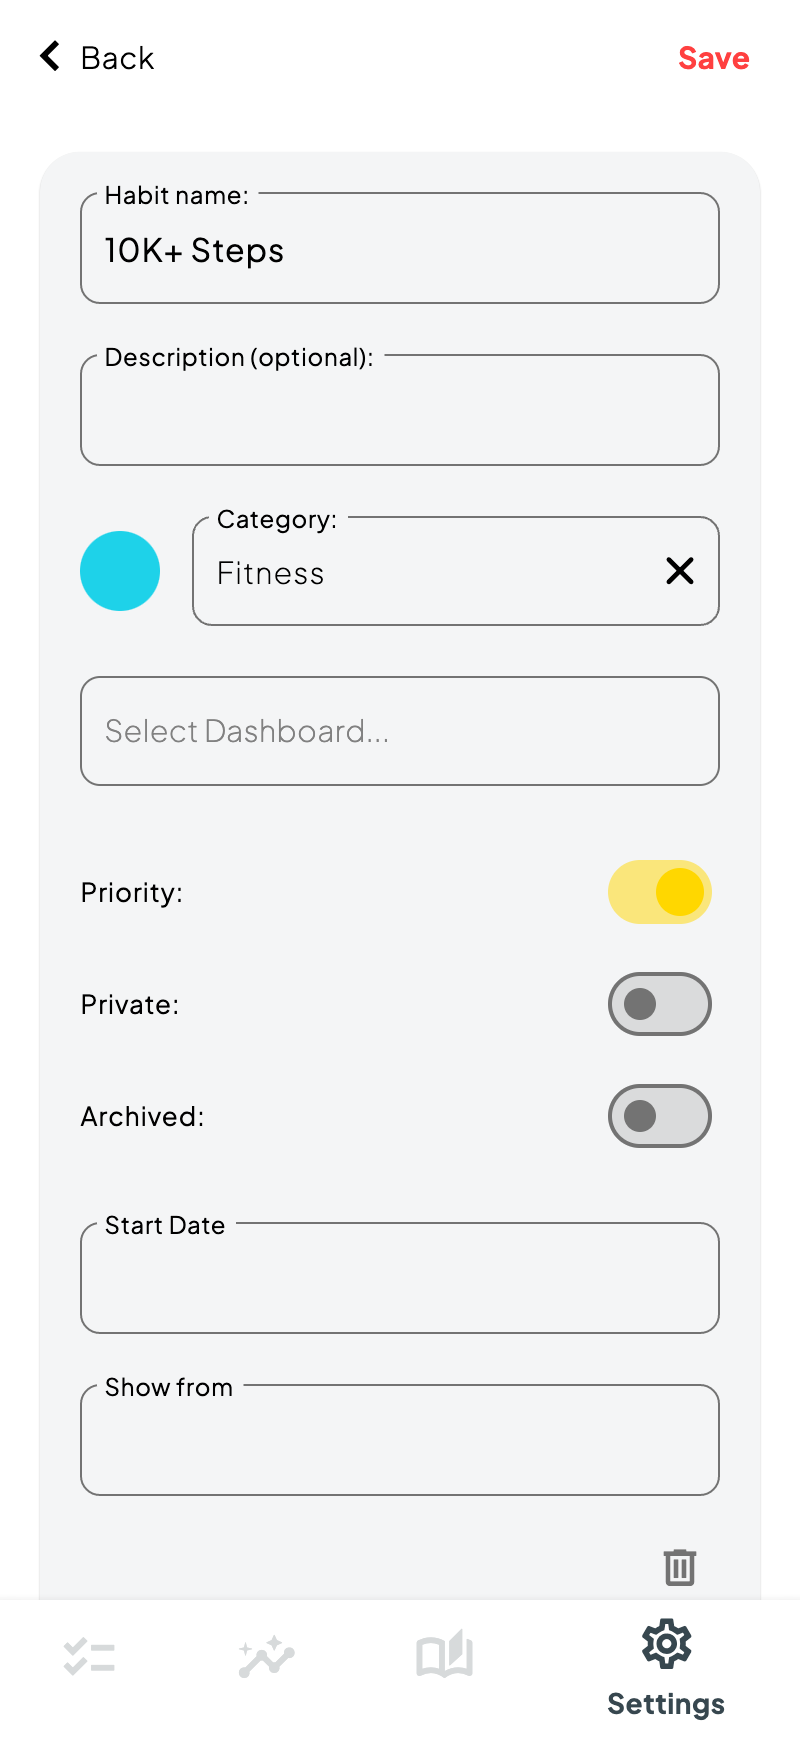 Back
Save
Habit name:
10K+ Steps
Description (optional):
Category:
Fitness
Select Dashboard...
Priority:
Private:
Archived:
Start Date
Show from
Settings